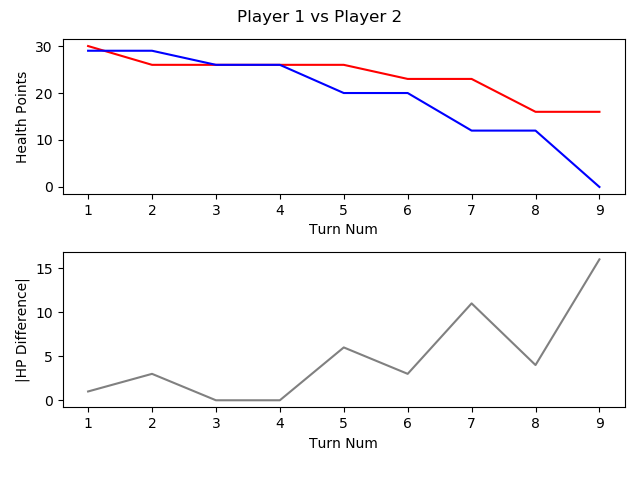 Player 1 vs Player 2
30
20
10
0
Health Points
1 2 3 4 5 6 7 8 9
Turn Num
15
10
5
0
|HP Difference|
1 2 3 4 5 6 7 8 9
Turn Num